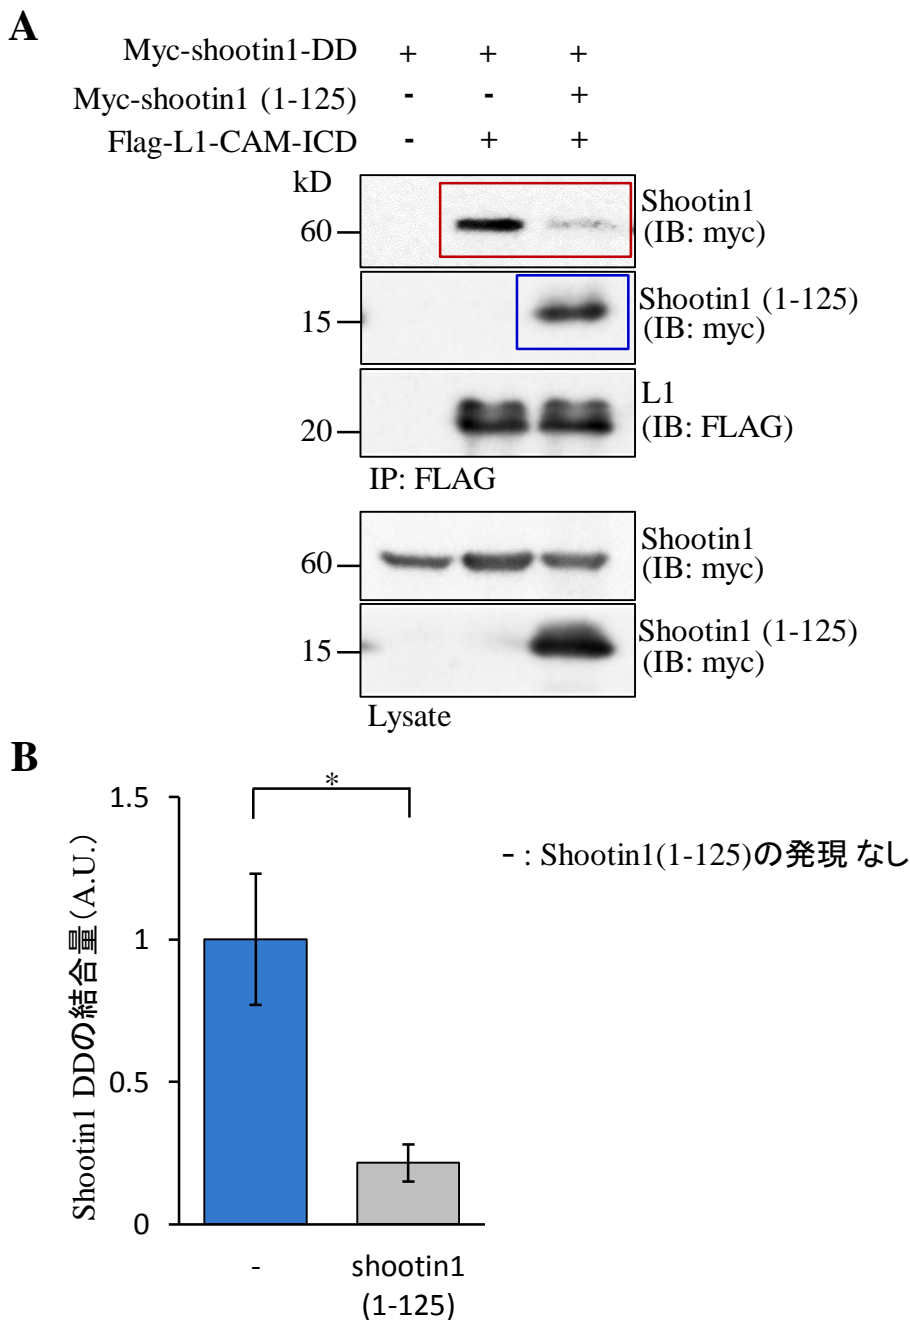 A
Myc-shootin1-DD + + +
Myc-shootin1 (1-125) - - +
Flag-L1-CAM-ICD - + +
kD
60
Shootin1
(IB: myc)
15
Shootin1 (1-125)
(IB: myc)
20
L1
(IB: FLAG)
IP: FLAG
60
Shootin1
(IB: myc)
15
Shootin1 (1-125)
(IB: myc)
Lysate
B
Shootin1 DDの結合量(A.U.)
1.5
1
0.5
0
*
- : Shootin1(1-125)の発現 なし
-
shootin1
(1-125)